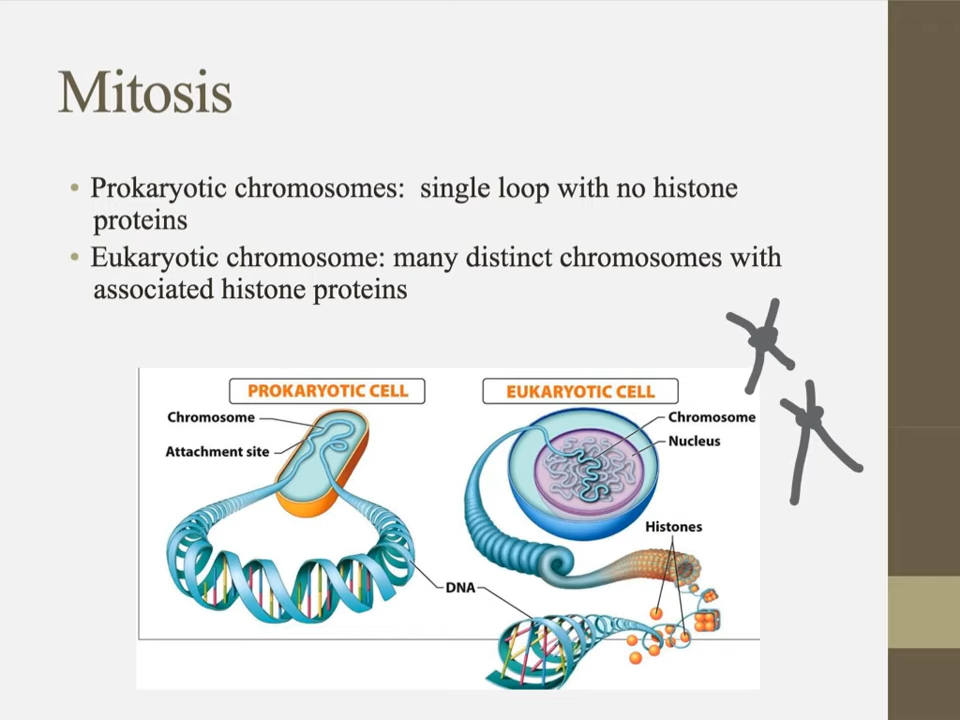 Mitosis
• Prokaryotic chromosomes:  single loop with no histone
proteins
• Eukaryotic chromosome: many distinct chromosomes with
associated histone proteins
PROKARYOTIC CELL
Chromosome
Attachment site
EUKARYOTIC CELL
Chromosome
Nucleus
Histones
DNA